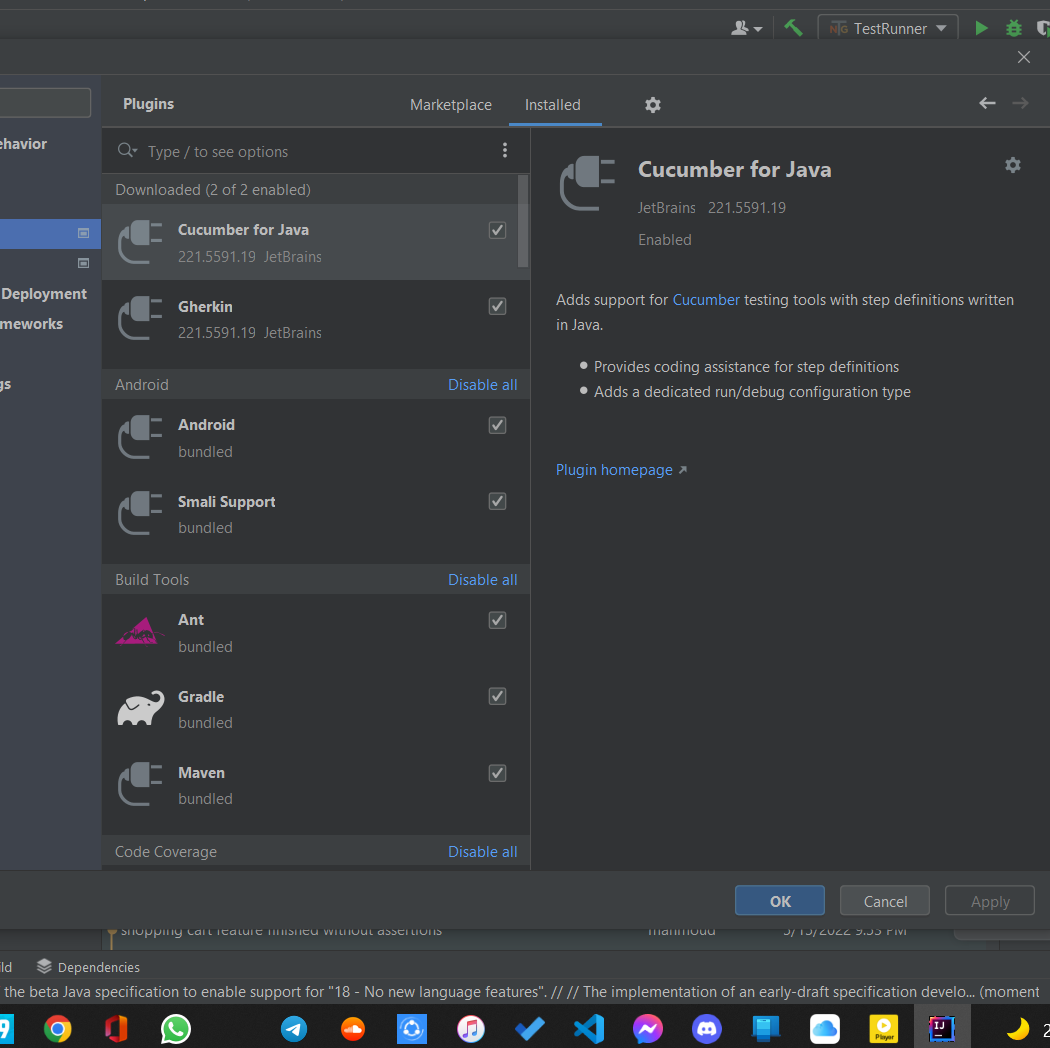 TestRunner
Plugins
Marketplace
Installed
ehavior
Type / to see options
Downloaded (2 of 2 enabled)
Cucumber for Java
221.5591.19 JetBrains
Gherkin
221.5591.19 JetBrains
Deployment
meworks
gs
Android
Disable all
Android
bundled
Smali Support
bundled
Build Tools
Disable all
Ant
bundled
Gradle
bundled
Maven
bundled
Code Coverage
Disable all
Cucumber for Java
JetBrains 221.5591.19
Enabled
Adds support for Cucumber testing tools with step definitions written
in Java.
Provides coding assistance for step definitions
Adds a dedicated run/debug configuration type
Plugin homepage
OK
Cancel
Apply
shopping cart feature finished without assertions
mahmoud
5/15/2022 9:53 PM
ild
Dependencies
the beta Java specification to enable support for "18 - No new language features". // // The implementation of an early-draft specification develo... (moment
9
Player
IJ
2